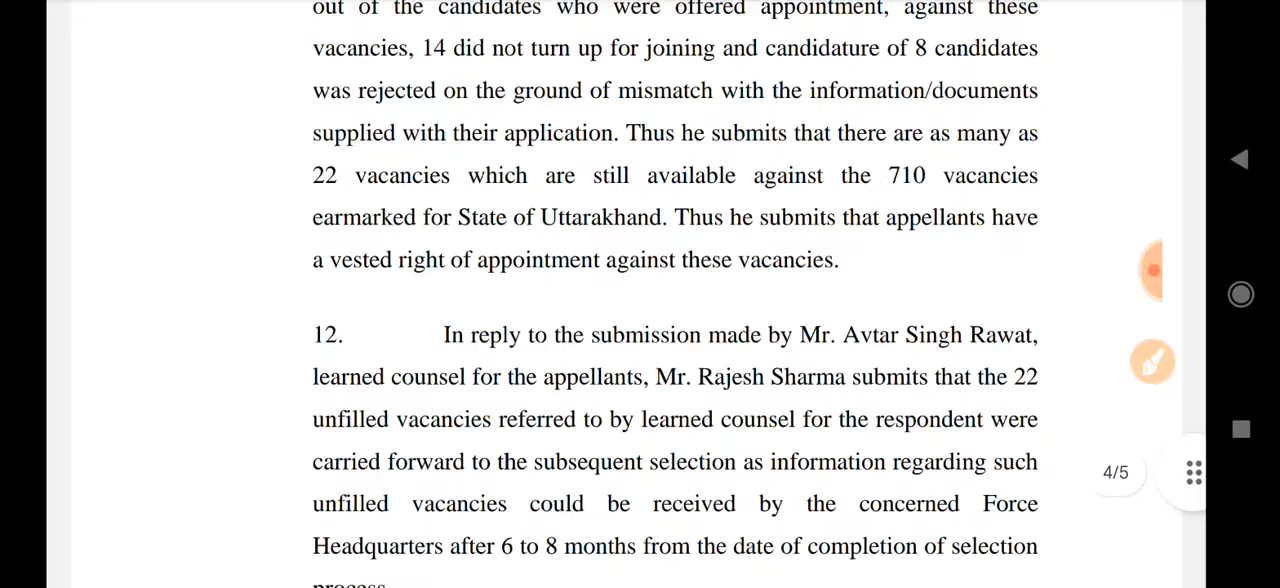 out of the candidates who were offered appointment, against these
vacancies, 14 did not turn up for joining and candidature of 8 candidates
was rejected on the ground of mismatch with the information/documents
supplied with their application. Thus he submits that there are as many as
22 vacancies which are still available against the 710 vacancies
earmarked for State of Uttarakhand. Thus he submits that appellants have
a vested right of appointment against these vacancies.
12. In reply to the submission made by Mr. Avtar Singh Rawat,
learned counsel for the appellants, Mr. Rajesh Sharma submits that the 22
unfilled vacancies referred to by learned counsel for the respondent were
carried forward to the subsequent selection as information regarding such
unfilled vacancies could be received by the concerned Force
Headquarters after 6 to 8 months from the date of completion of selection
process.
4/5